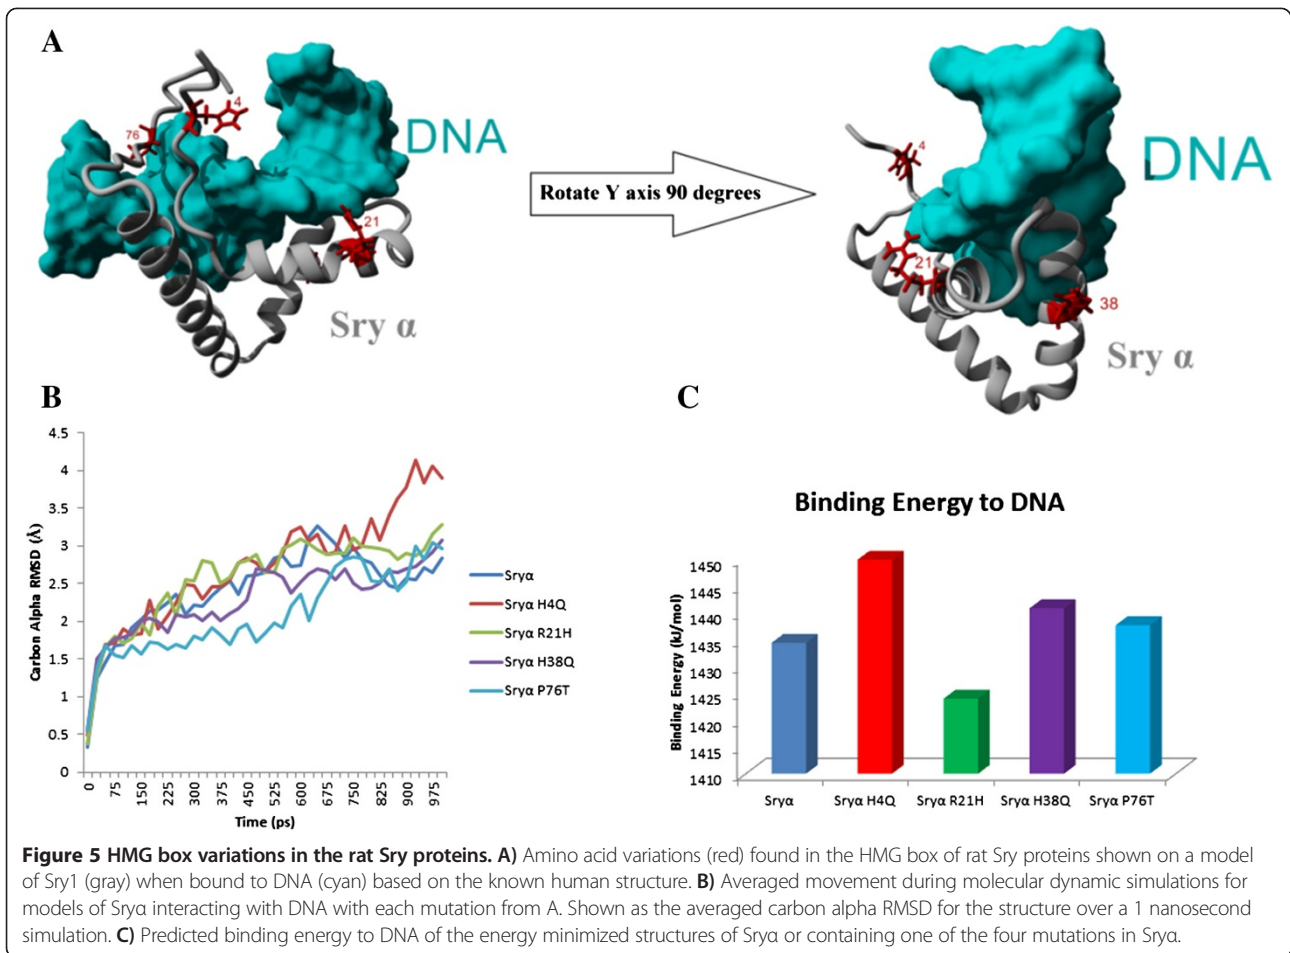 A
4
76
DNA
21
Sry α
Rotate Y axis 90 degrees
4
DNA
21
38
Sry α
B
4.5
4
3.5
3
2.5
2
1.5
1
0.5
0
Carbon Alpha RMSD (Å)
0
75
150
225
300
375
450
525
600
675
750
825
900
975
Time (ps)
Sryα
Sryα H4Q
Sryα R21H
Sryα H38Q
Sryα P76T
C
Binding Energy to DNA
1450
1445
1440
1435
1430
1425
1420
1415
1410
Binding Energy (kJ/mol)
Sryα
Sryα H4Q
Sryα R21H
Sryα H38Q
Sryα P76T
Figure 5 HMG box variations in the rat Sry proteins. A) Amino acid variations (red) found in the HMG box of rat Sry proteins shown on a model
of Sry1 (gray) when bound to DNA (cyan) based on the known human structure. B) Averaged movement during molecular dynamic simulations for
models of Sryα interacting with DNA with each mutation from A. Shown as the averaged carbon alpha RMSD for the structure over a 1 nanosecond
simulation. C) Predicted binding energy to DNA of the energy minimized structures of Sryα or containing one of the four mutations in Sryα.